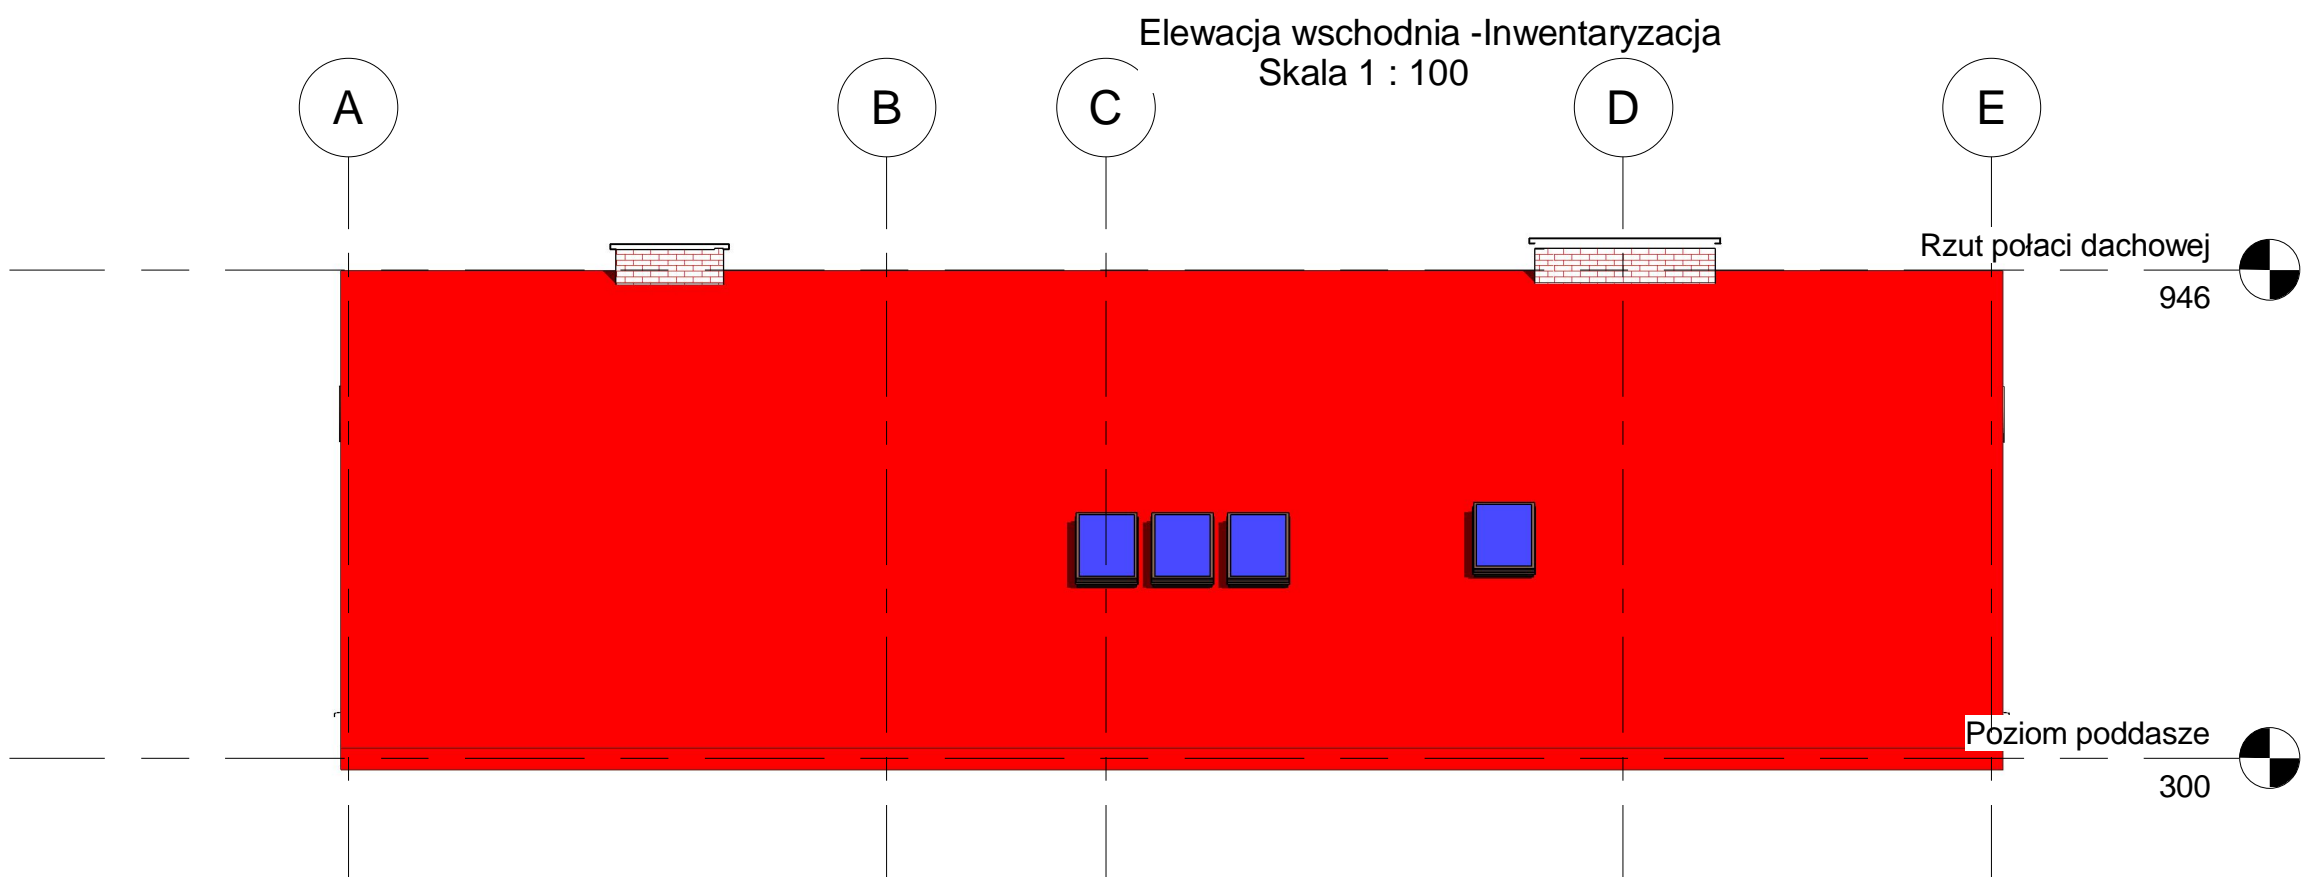 Elewacja wschodnia -Inwentaryzacja
Skala 1 : 100
A
B
C
D
E
Rzut połaci dachowej
946
Poziom poddasze
300